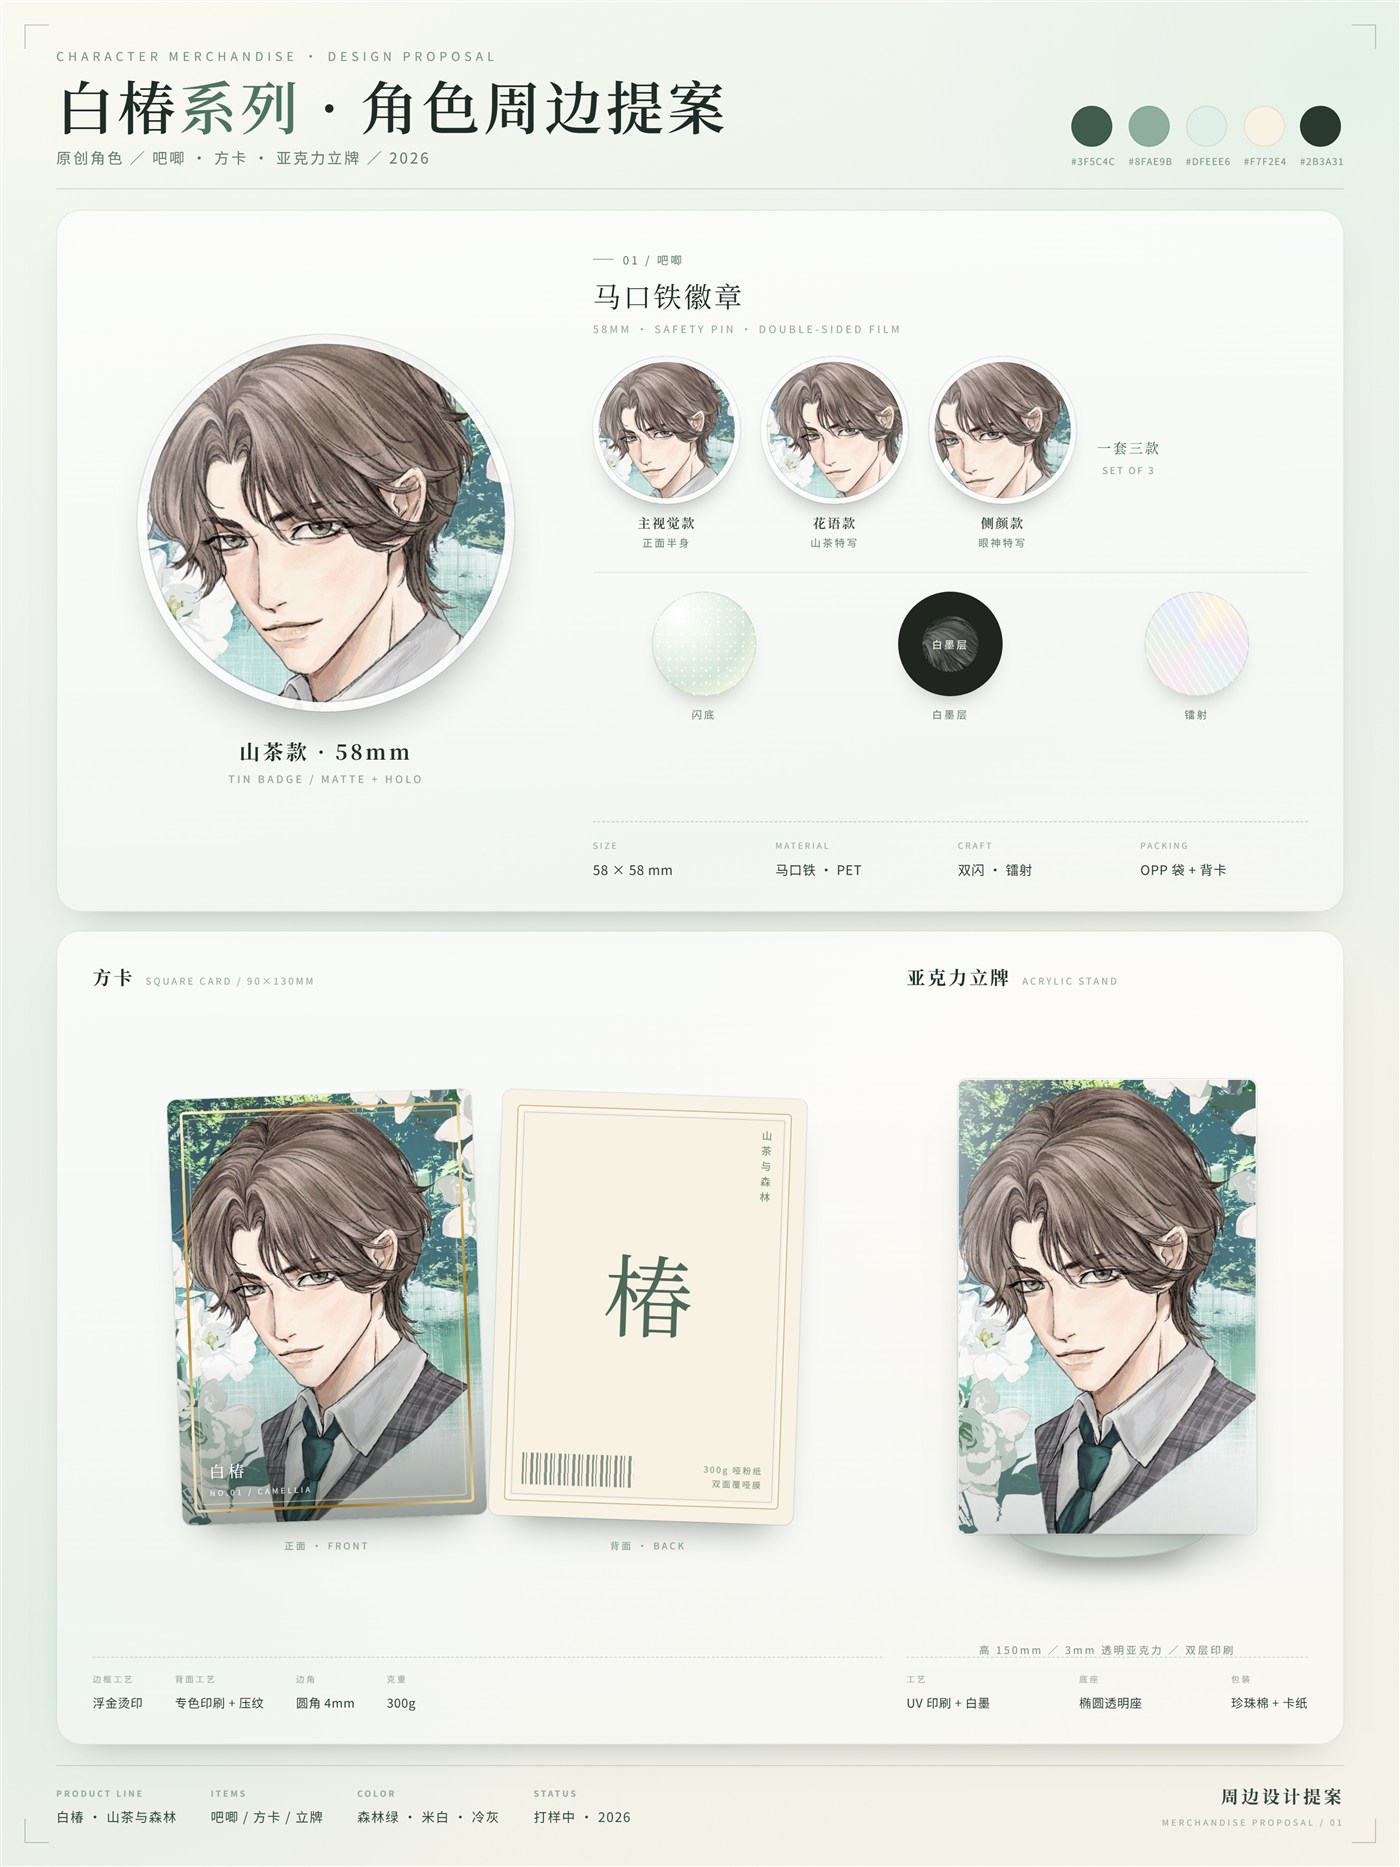 CHARACTER MERCHANDISE · DESIGN PROPOSAL
白椿系列 · 角色周边提案
原创角色 ／ 吧唧 · 方卡 · 亚克力立牌 ／ 2026
#3F5C4C #8FAE9B #DFEEE6 #F7F2E4 #2B3A31
01 / 吧唧
马口铁徽章
58MM · SAFETY PIN · DOUBLE-SIDED FILM
主视觉款
正面半身
花语款
山茶特写
侧颜款
眼神特写
一套三款
SET OF 3
白墨层
闪底
白墨层
镭射
山茶款 · 58mm
TIN BADGE / MATTE + HOLO
SIZE
58 × 58 mm
MATERIAL
马口铁 · PET
CRAFT
双闪 · 镭射
PACKING
OPP 袋 + 背卡
方卡 SQUARE CARD / 90×130MM
白椿
NO.01 / CAMELLIA
正面 · FRONT
山茶与森林
椿
300g 哑粉纸
双面覆哑膜
背面 · BACK
边框工艺
浮金烫印
背面工艺
专色印刷 + 压纹
边角
圆角 4mm
克重
300g
亚克力立牌 ACRYLIC STAND
高 150mm ／ 3mm 透明亚克力 ／ 双层印刷
工艺
UV 印刷 + 白墨
底座
椭圆透明座
包装
珍珠棉 + 卡纸
PRODUCT LINE
白椿 · 山茶与森林
ITEMS
吧唧 / 方卡 / 立牌
COLOR
森林绿 · 米白 · 冷灰
STATUS
打样中 · 2026
周边设计提案
MERCHANDISE PROPOSAL / 01